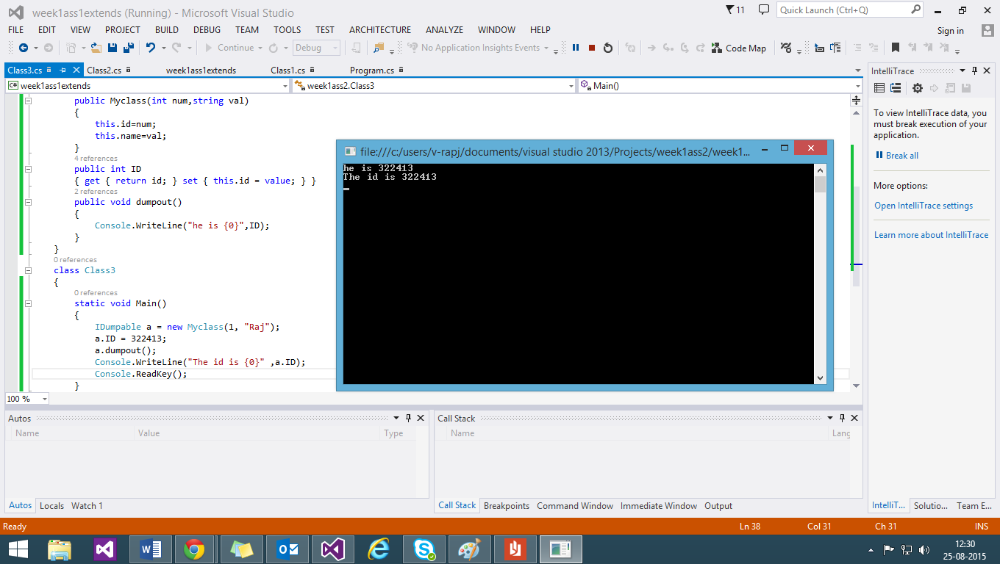 week1ass1extends (Running) - Microsoft Visual Studio
11
Quick Launch (Ctrl+Q)
FILE EDIT VIEW PROJECT BUILD DEBUG TEAM TOOLS TEST ARCHITECTURE ANALYZE WINDOW HELP
Sign in
Continue Debug No Application Insights Events Code Map
Class3.cs Class2.cs week1ass1extends Class1.cs Program.cs
C# week1ass1extends week1ass2.Class3 Main()
public Myclass(int num,string val)
{
this.id=num;
this.name=val;
}
4 references
public int ID
{ get { return id; } set { this.id = value; } }
2 references
public void dumpout()
{
Console.WriteLine("he is {0}",ID);
}
}
0 references
class Class3
{
0 references
static void Main()
{
IDumpable a = new Myclass(1, "Raj");
a.ID = 322413;
a.dumpout();
Console.WriteLine("The id is {0}" ,a.ID);
Console.ReadKey();
}
100 %
file:///c:/users/v-rapj/documents/visual studio 2013/Projects/week1ass2/week1...
he is 322413
The id is 322413
IntelliTrace
To view IntelliTrace data, you
must break execution of your
application.
Break all
More options:
Open IntelliTrace settings
Learn more about IntelliTrace
Autos
Name Value Type
Autos Locals Watch 1
Call Stack
Name Lang
Call Stack Breakpoints Command Window Immediate Window Output
IntelliT... Solutio... Team E...
Ready Ln 38 Col 31 Ch 31 INS
12:30
25-08-2015